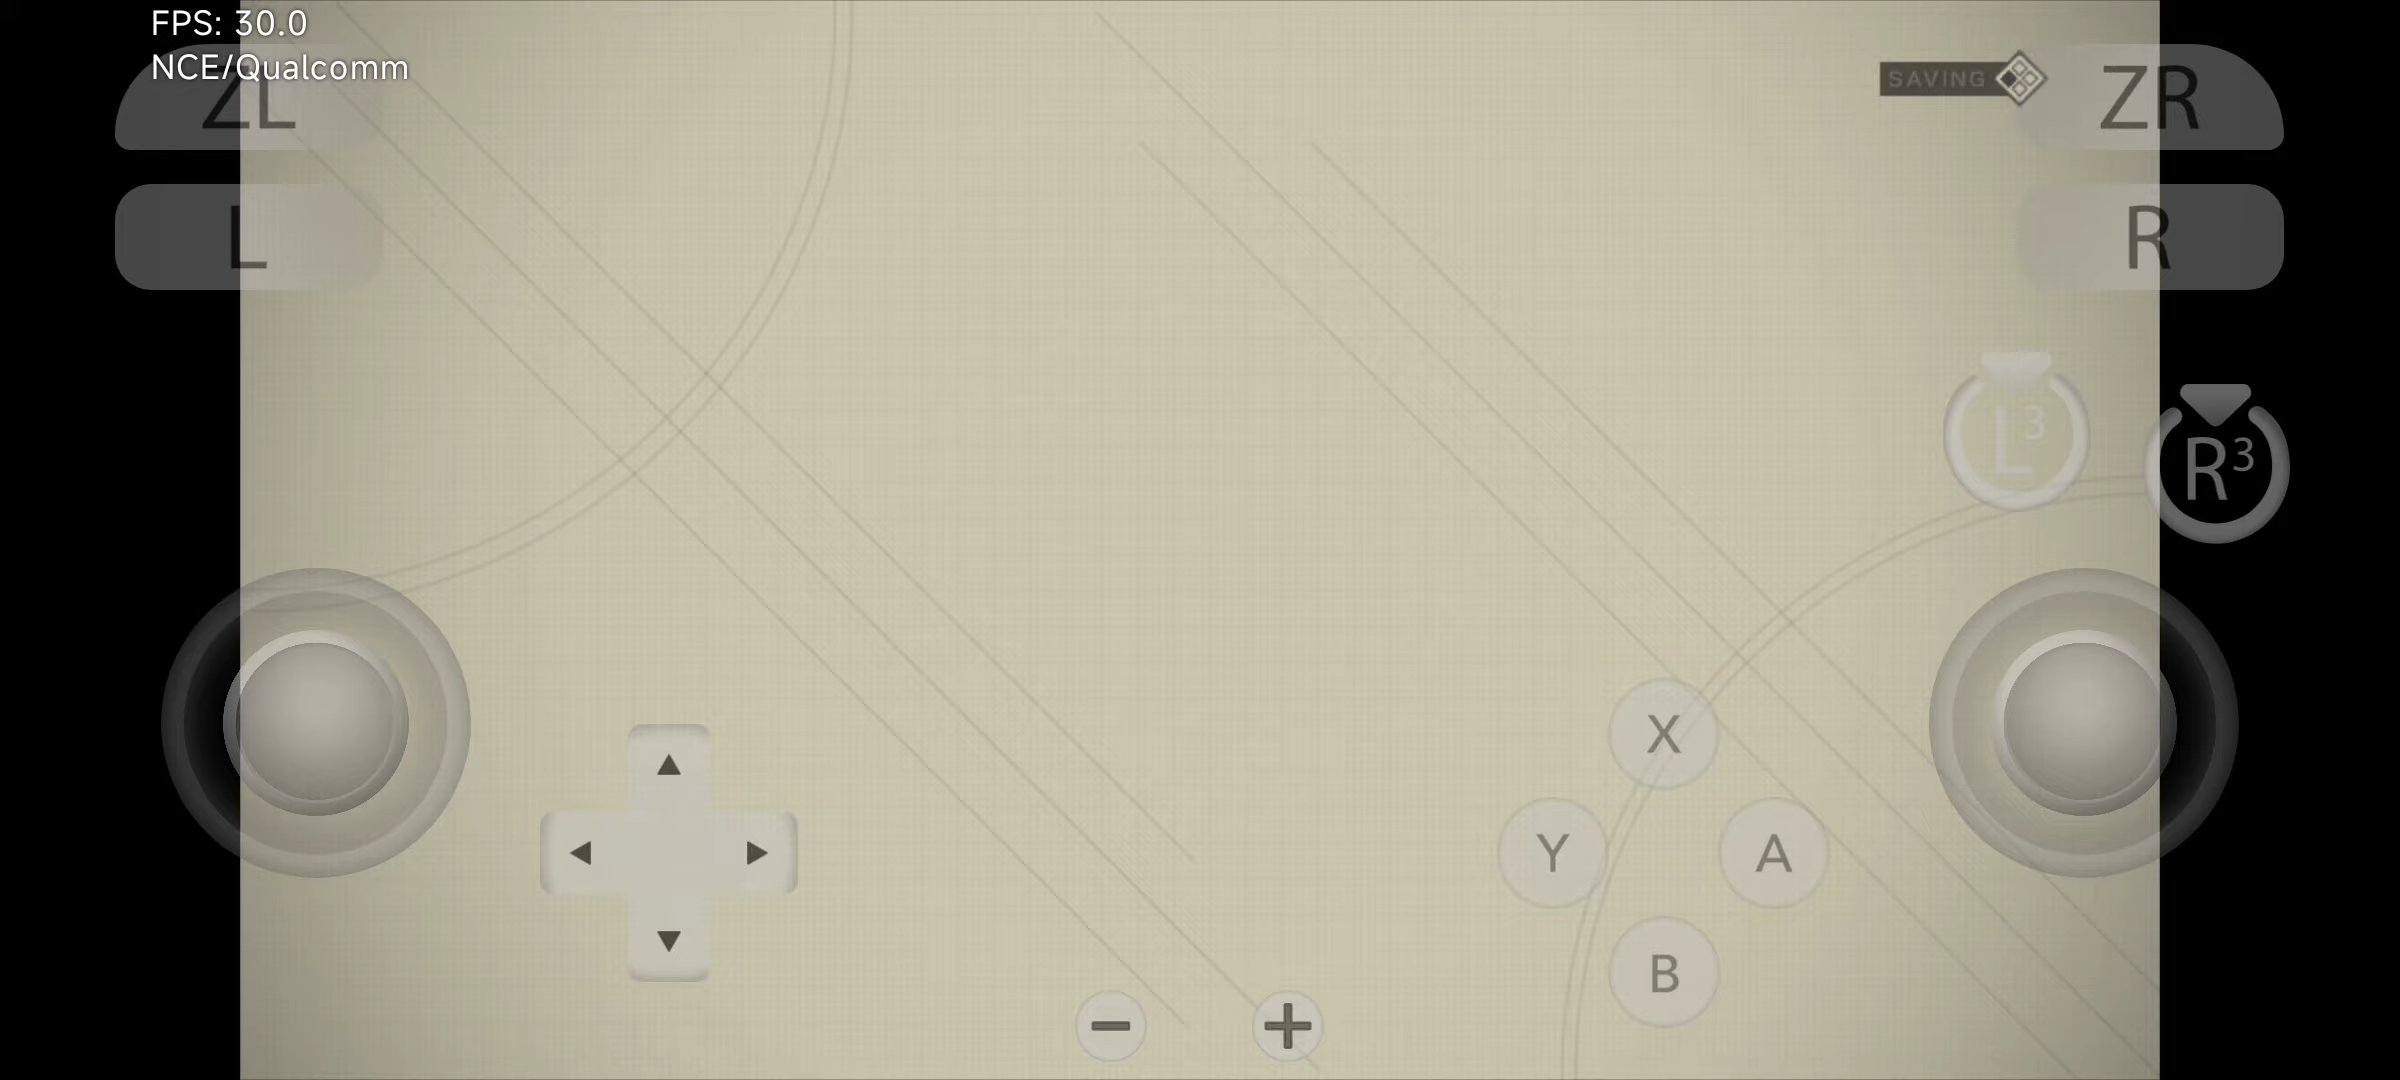 FPS: 30.0
NCE/Qualcomm
SAVING
ZL
ZR
L
R
L3
R3
X
Y
A
B